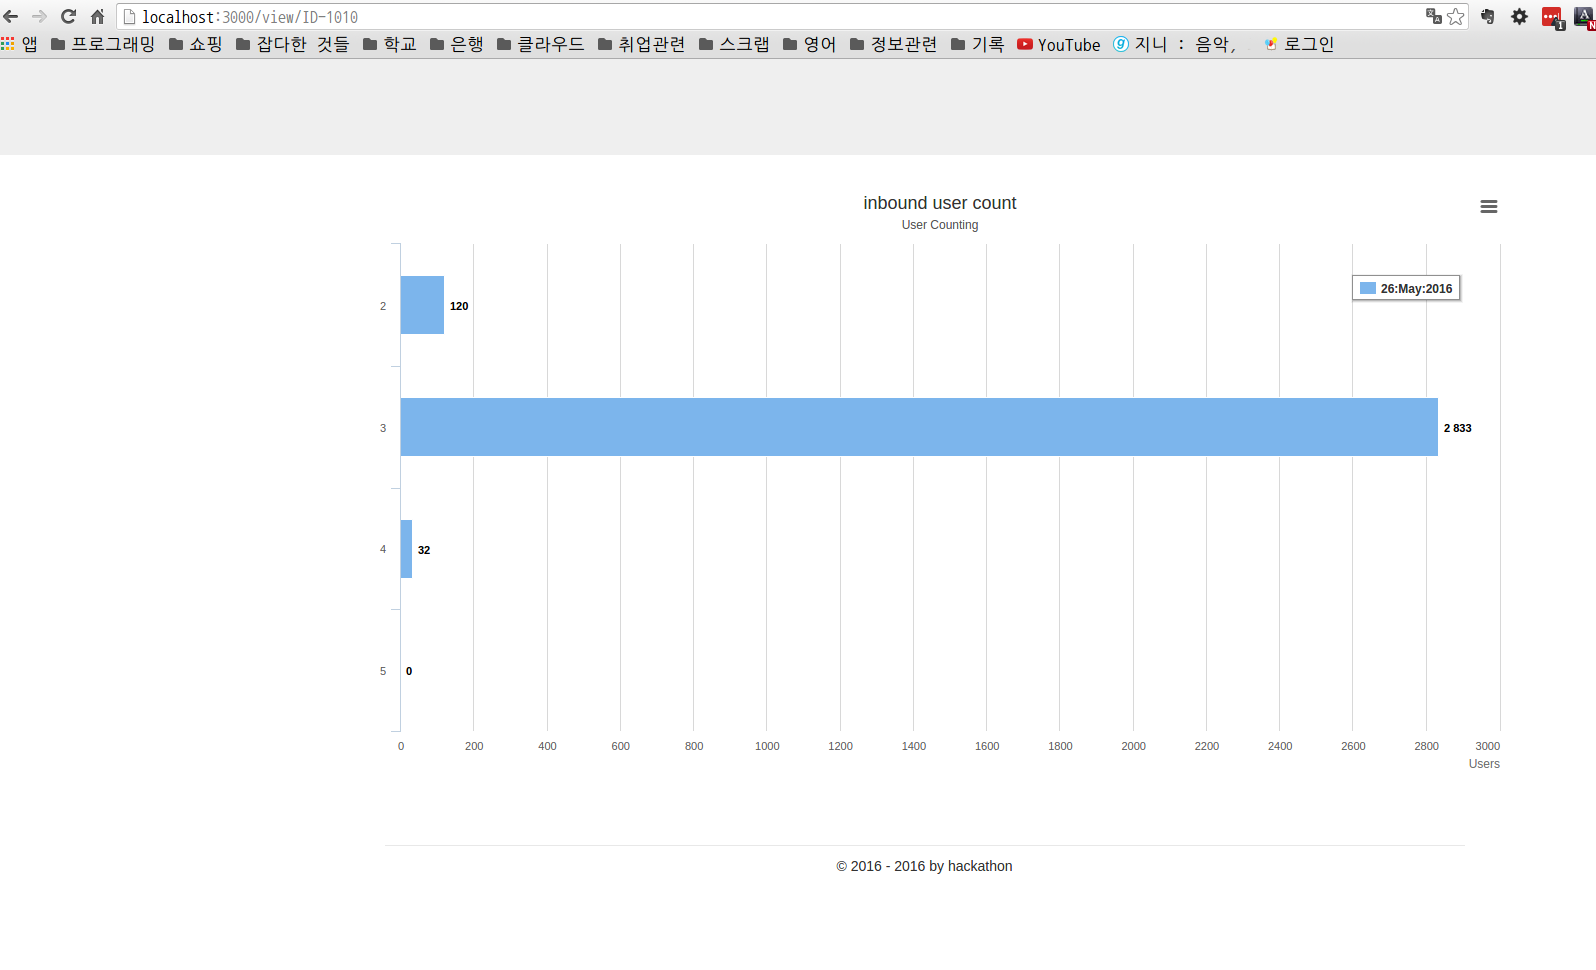 localhost:3000/view/ID-1010
앱 프로그래밍 쇼핑 잡다한 것들 학교 은행 클라우드 취업관련 스크랩 영어 정보관련 기록 YouTube 지니 : 음악, 로그인
inbound user count
User Counting
26:May:2016
2 120
3 2 833
4 32
5 0
0 200 400 600 800 1000 1200 1400 1600 1800 2000 2200 2400 2600 2800 3000
Users
© 2016 - 2016 by hackathon